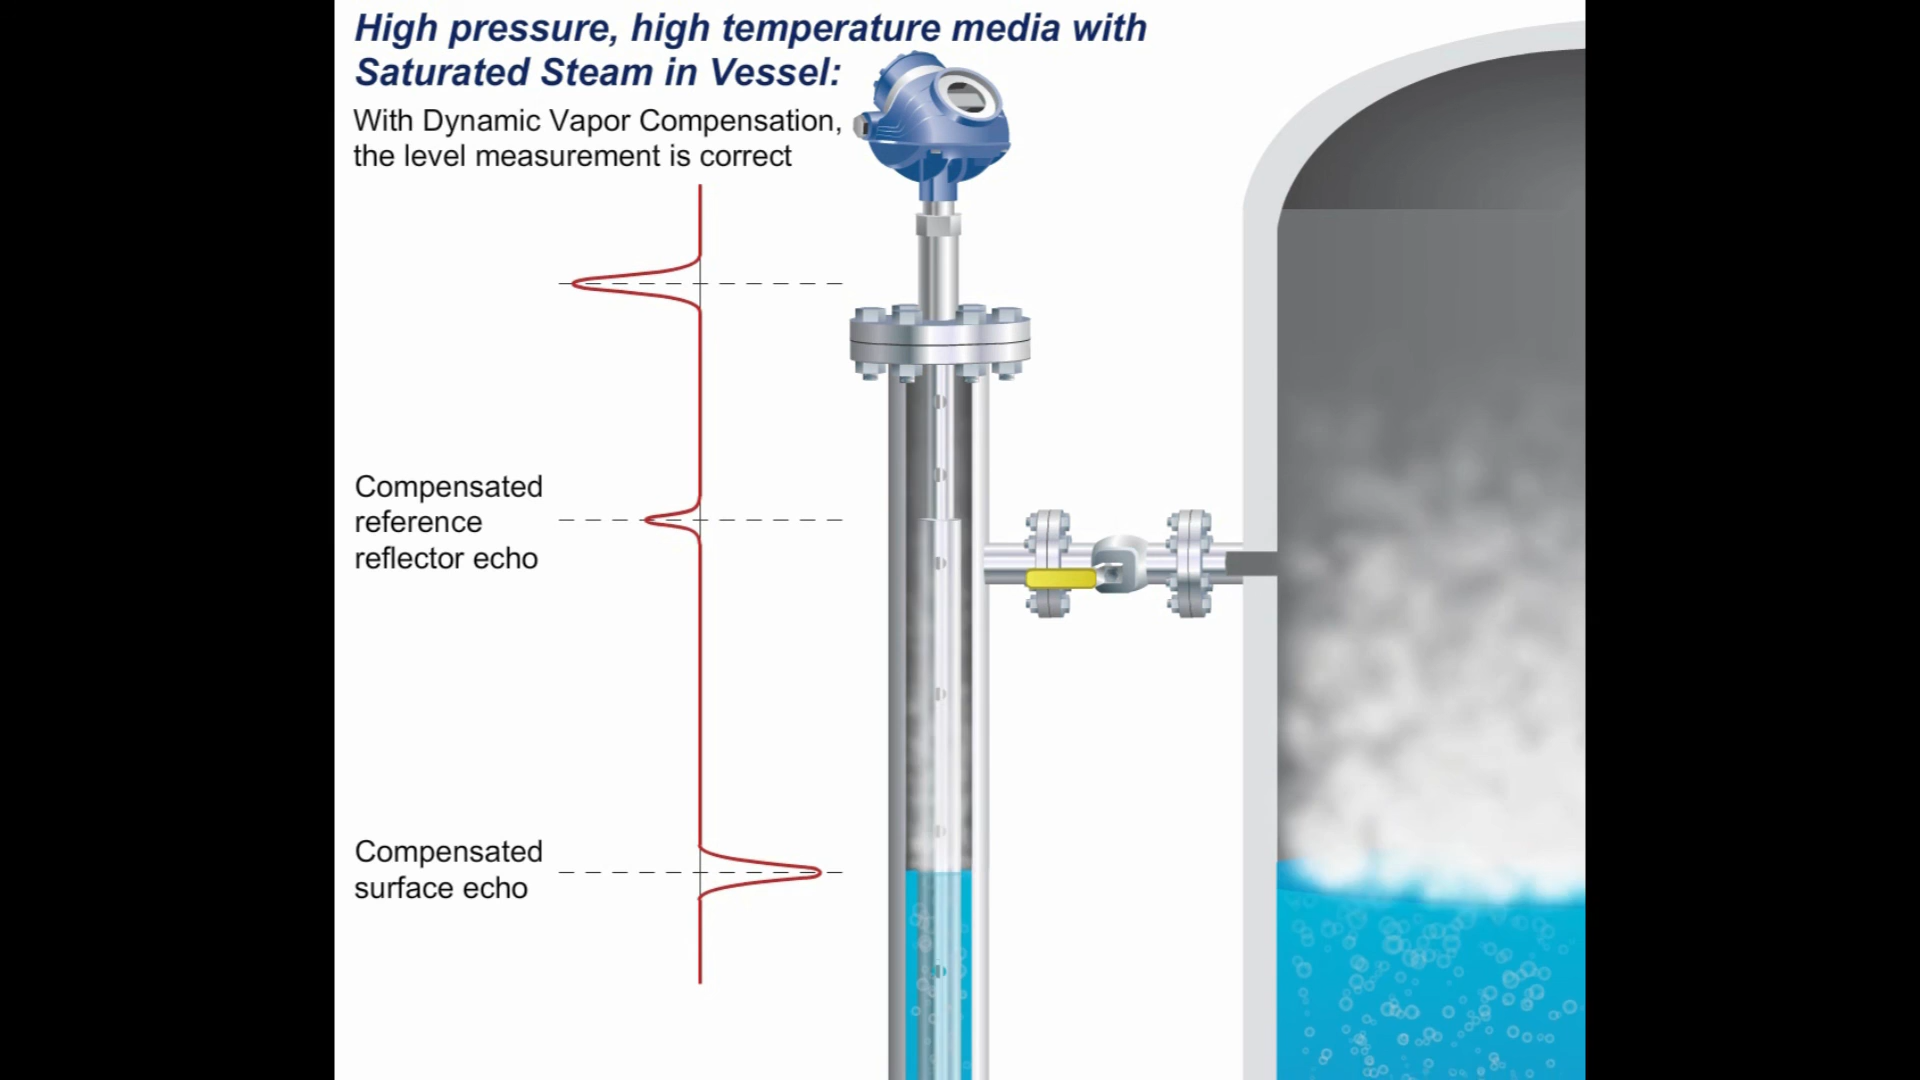 High pressure, high temperature media with
Saturated Steam in Vessel:
With Dynamic Vapor Compensation,
the level measurement is correct
Compensated
reference
reflector echo
Compensated
surface echo